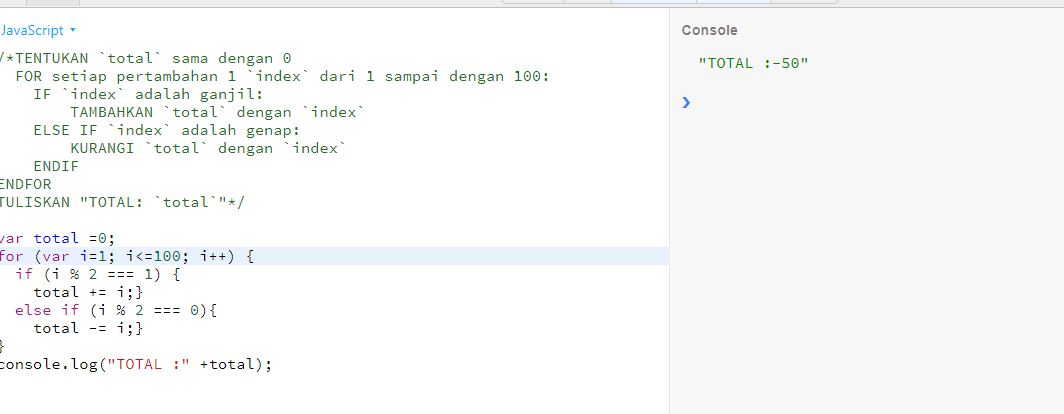 JavaScript
/*TENTUKAN `total` sama dengan 0
FOR setiap pertambahan 1 `index` dari 1 sampai dengan 100:
IF `index` adalah ganjil:
TAMBAHKAN `total` dengan `index`
ELSE IF `index` adalah genap:
KURANGI `total` dengan `index`
ENDIF
ENDFOR
TULISKAN "TOTAL: `total`"*/
var total =0;
for (var i=1; i<=100; i++) {
if (i % 2 === 1) {
total += i;}
else if (i % 2 === 0){
total -= i;}
}
console.log("TOTAL :" +total);
Console
"TOTAL :-50"